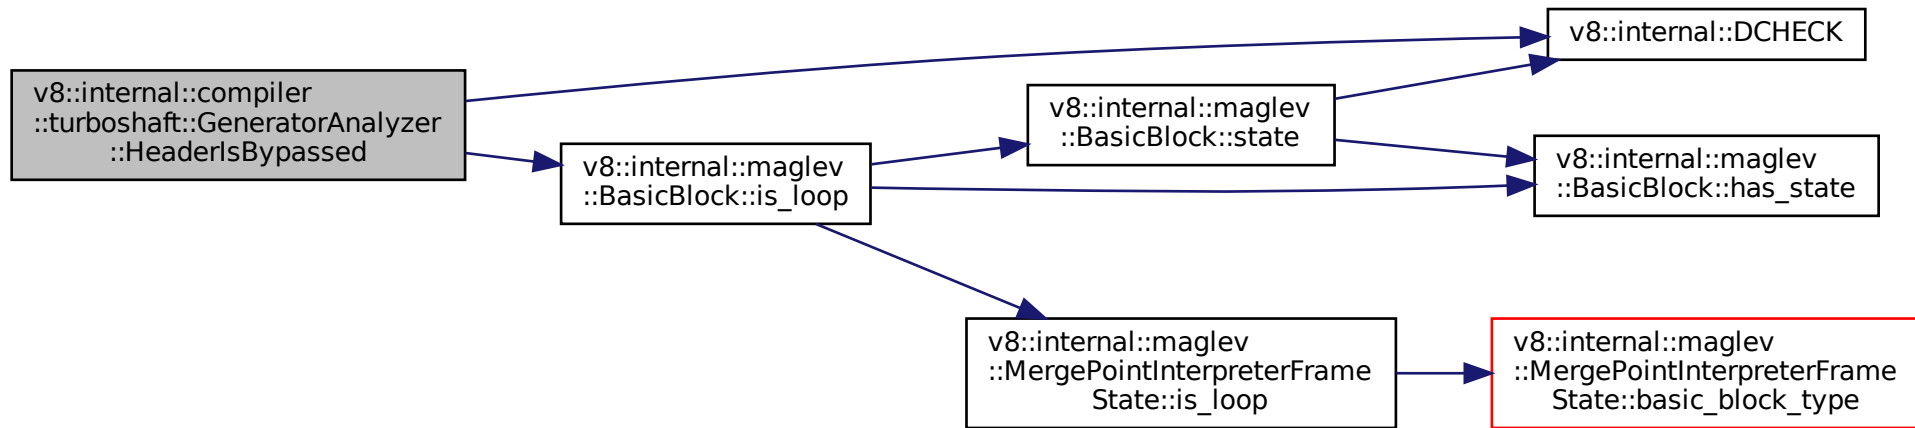 v8::internal::compiler
::turboshaft::GeneratorAnalyzer
::HeaderIsBypassed
v8::internal::DCHECK
v8::internal::maglev
::BasicBlock::is_loop
v8::internal::maglev
::BasicBlock::state
v8::internal::maglev
::BasicBlock::has_state
v8::internal::maglev
::MergePointInterpreterFrame
State::is_loop
v8::internal::maglev
::MergePointInterpreterFrame
State::basic_block_type